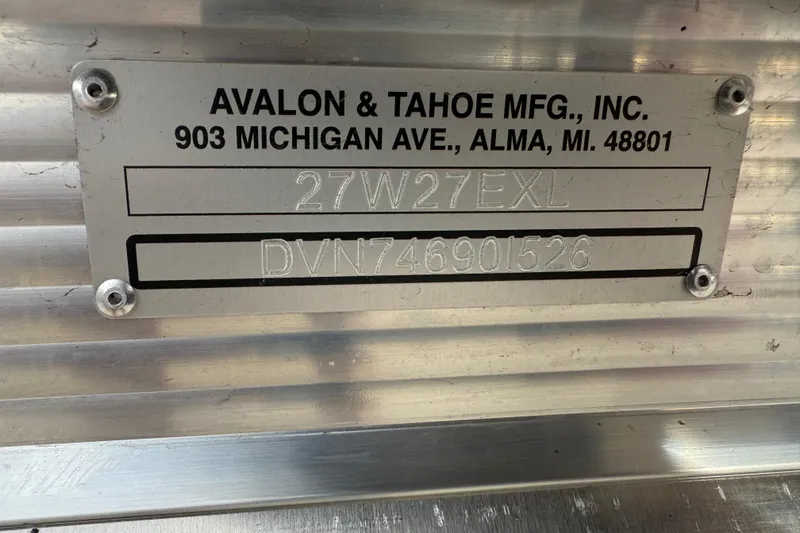 AVALON & TAHOE MFG., INC.
903 MICHIGAN AVE., ALMA, MI. 48801
27W27EXL
DVN74690I526